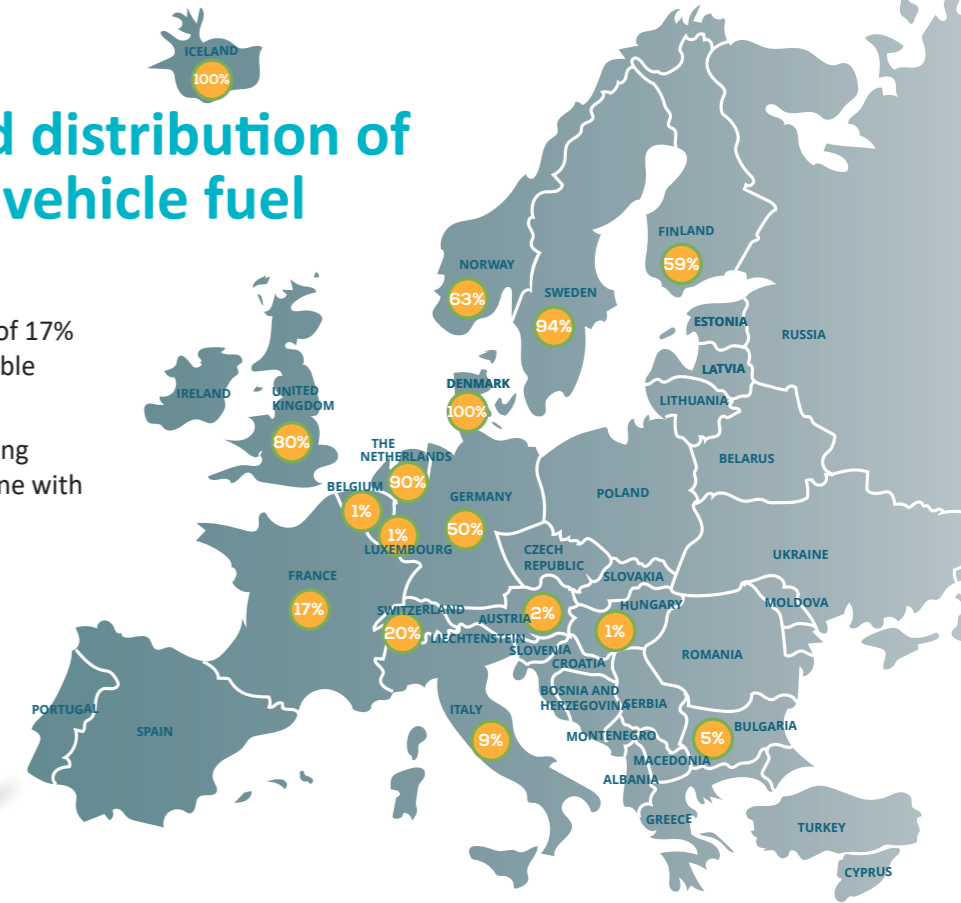 ICELAND
100%
d distribution of
vehicle fuel
of 17%
ble
ng
ne with
FINLAND
59%
NORWAY
63%
SWEDEN
94%
ESTONIA
RUSSIA
LATVIA
LITHUANIA
DENMARK
100%
IRELAND
UNITED
KINGDOM
80%
THE
NETHERLANDS
90%
BELGIUM
1%
1%
LUXEMBOURG
GERMANY
50%
POLAND
BELARUS
CZECH
REPUBLIC
SLOVAKIA
UKRAINE
FRANCE
17%
SWITZERLAND
20%
LIECHTENSTEIN
AUSTRIA
2%
HUNGARY
1%
MOLDOVA
SLOVENIA
CROATIA
ROMANIA
BOSNIA AND
HERZEGOVINA
SERBIA
PORTUGAL
SPAIN
ITALY
9%
MONTENEGRO
5%
BULGARIA
MACEDONIA
ALBANIA
GREECE
TURKEY
CYPRUS